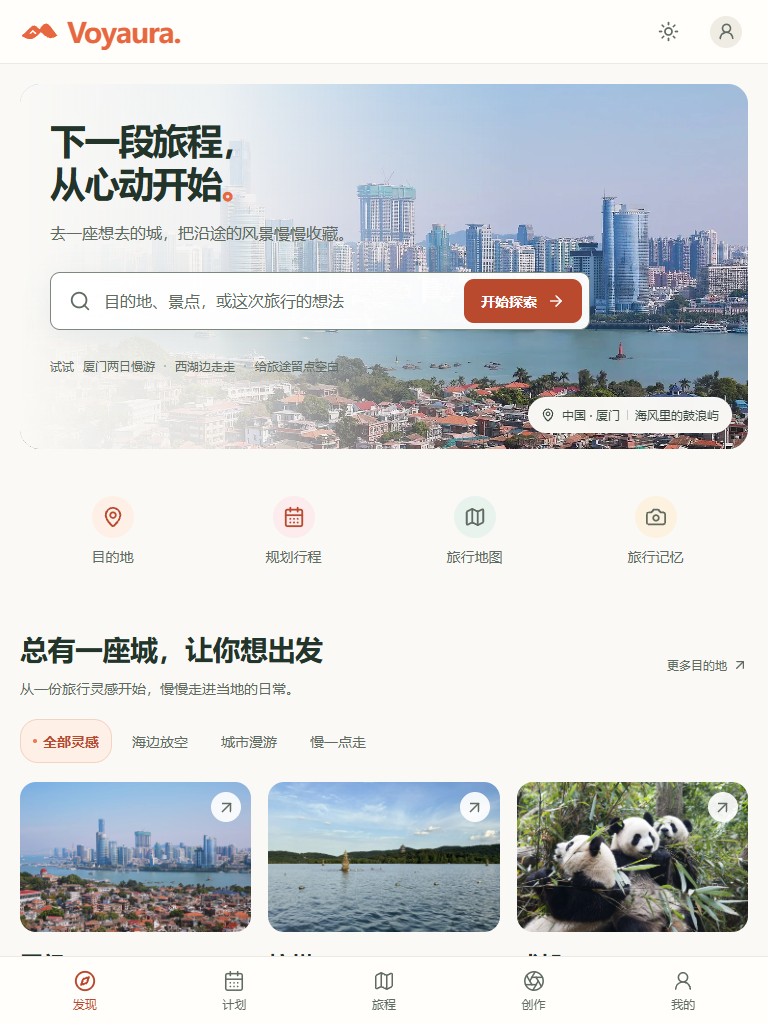 Voyaura.
下一段旅程，
从心动开始。
去一座想去的城，把沿途的风景慢慢收藏。
目的地、景点，或这次旅行的想法
开始探索
试试 厦门两日慢游 · 西湖边走走 · 给旅途留点空白
中国 · 厦门 | 海风里的鼓浪屿
目的地
规划行程
旅行地图
旅行记忆
总有一座城，让你想出发
更多目的地
从一份旅行灵感开始，慢慢走进当地的日常。
全部灵感
海边放空
城市漫游
慢一点走
发现
计划
旅程
创作
我的